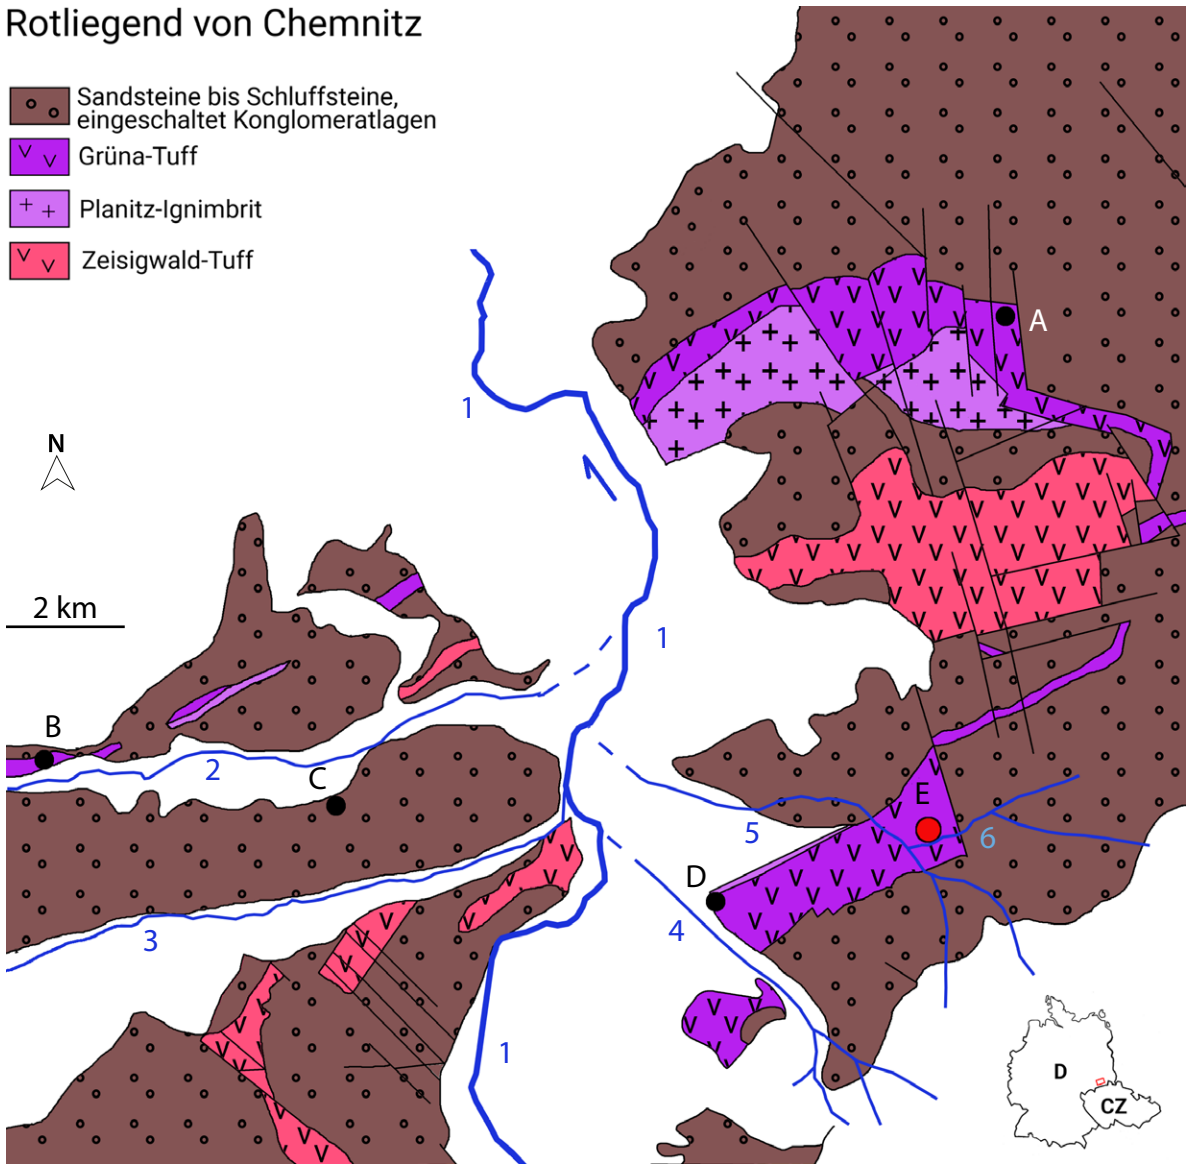 Rotliegend von Chemnitz
Sandsteine bis Schluffsteine,
eingeschaltet Konglomeratlagen
Grüna-Tuff
Planitz-Ignimbrit
Zeisigwald-Tuff
A
1
N
2 km
1
B
2
C
5
E
6
D
3
4
1
D
CZ